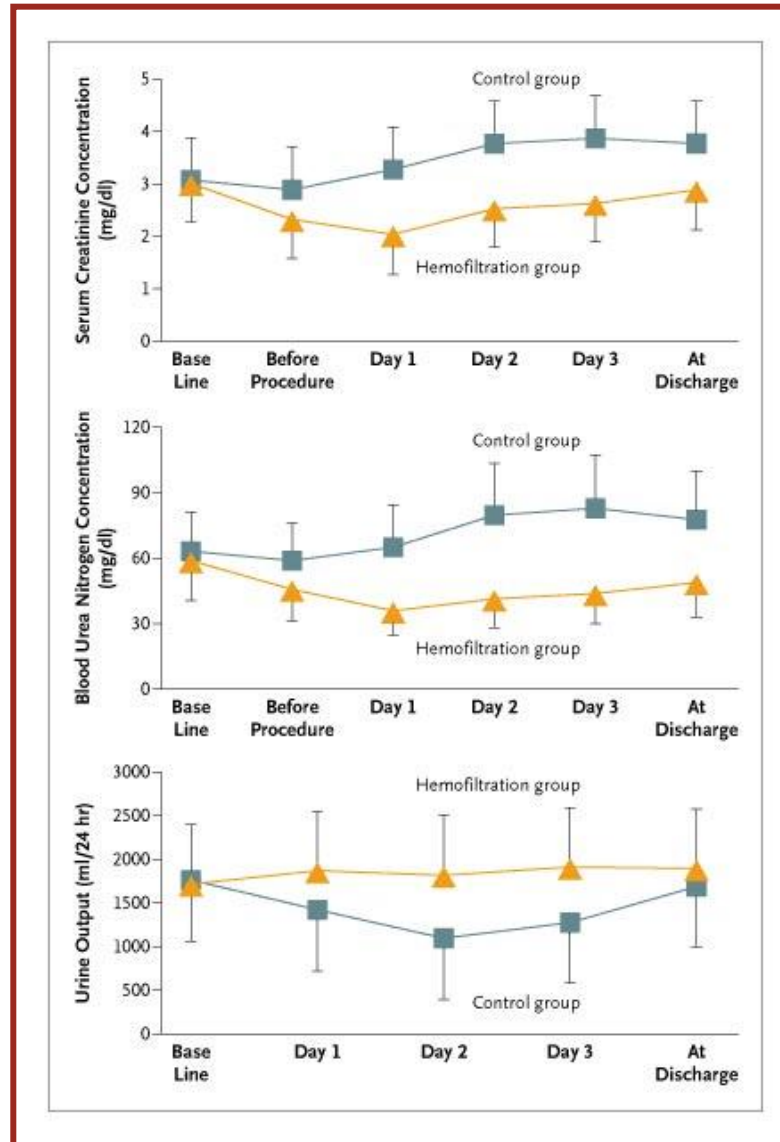 Serum Creatinine Concentration
(mg/dl)
5
4
3
2
1
0
Control group
Hemofiltration group
Base
Line
Before
Procedure
Day 1
Day 2
Day 3
At
Discharge
Blood Urea Nitrogen Concentration
(mg/dl)
120
90
60
30
0
Control group
Hemofiltration group
Base
Line
Before
Procedure
Day 1
Day 2
Day 3
At
Discharge
Urine Output (ml/24 hr)
3000
2500
2000
1500
1000
500
0
Hemofiltration group
Control group
Base
Line
Day 1
Day 2
Day 3
At
Discharge